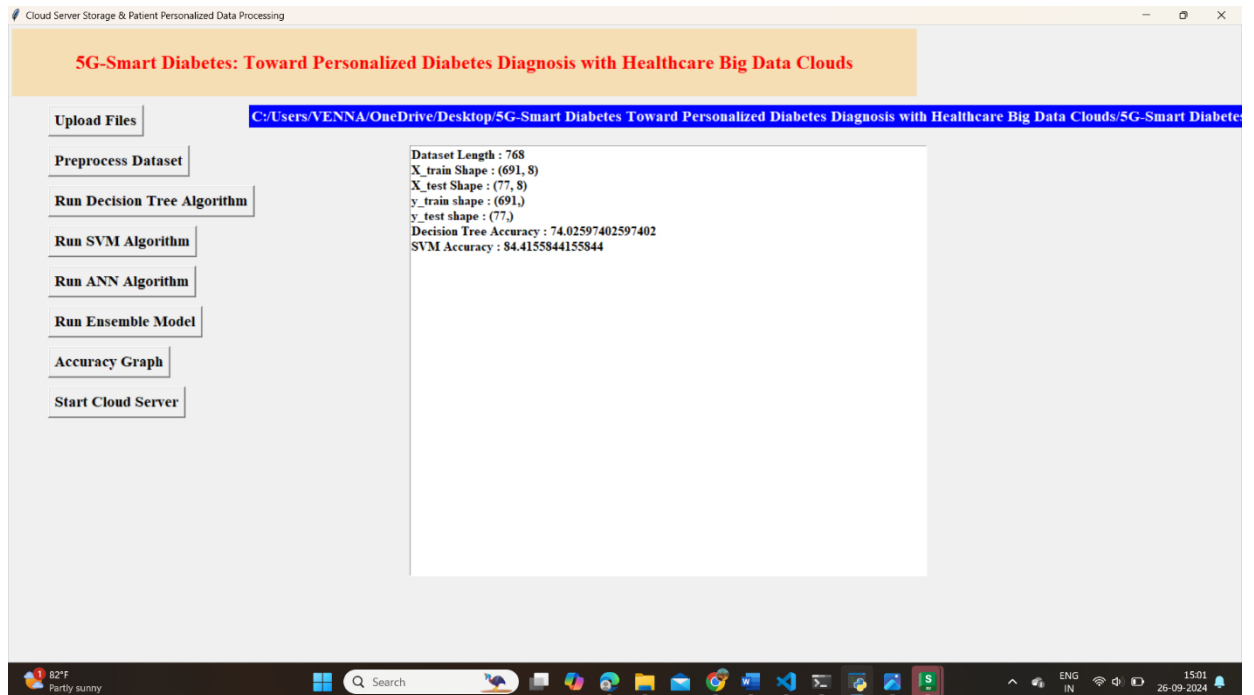 Cloud Server Storage & Patient Personalized Data Processing
5G-Smart Diabetes: Toward Personalized Diabetes Diagnosis with Healthcare Big Data Clouds
Upload Files
C:/Users/VENNA/OneDrive/Desktop/5G-Smart Diabetes Toward Personalized Diabetes Diagnosis with Healthcare Big Data Clouds/5G-Smart Diabetes
Preprocess Dataset
Run Decision Tree Algorithm
Run SVM Algorithm
Run ANN Algorithm
Run Ensemble Model
Accuracy Graph
Start Cloud Server
Dataset Length : 768
X_train Shape : (691, 8)
X_test Shape : (77, 8)
y_train shape : (691,)
y_test shape : (77,)
Decision Tree Accuracy : 74.02597402597402
SVM Accuracy : 84.4155844155844
1
82°F
Partly sunny
Search
S
ENG
IN
15:01
26-09-2024